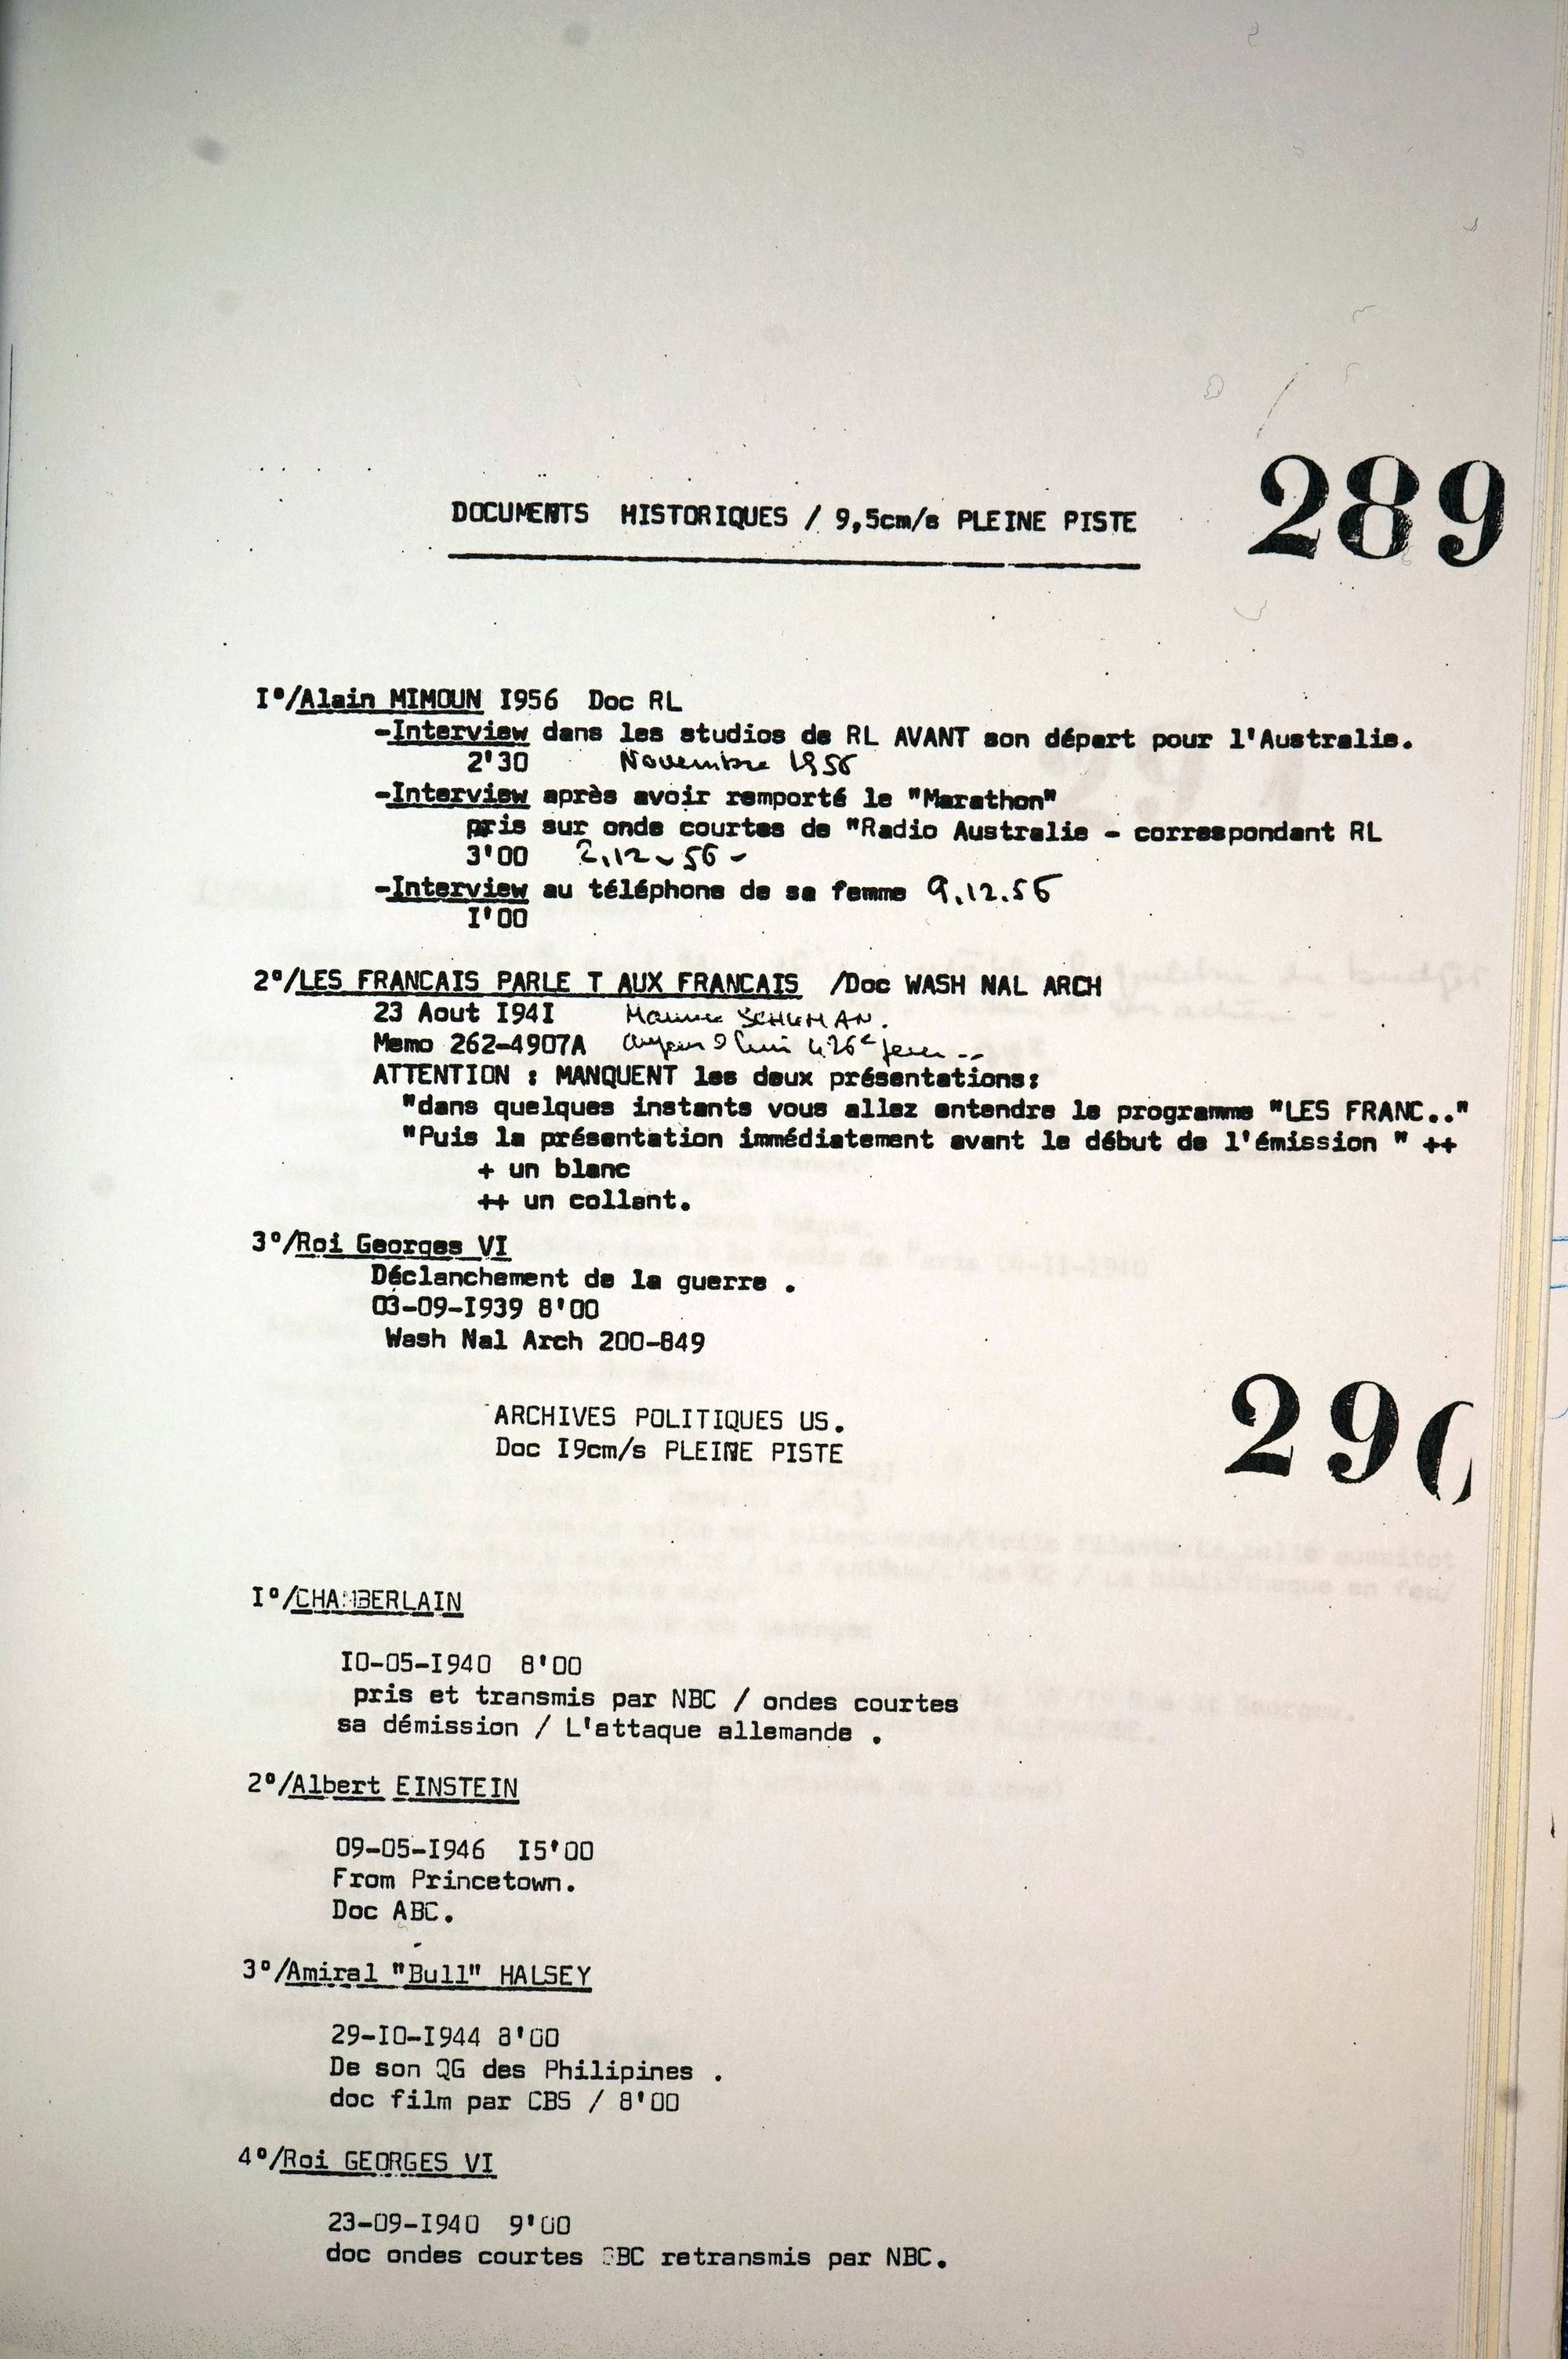 DOCUMENTS HISTORIQUES / 9,5cm/s PLEINE PISTE
289
I°/Alain MIMOUN I956 Doc RL
-Interview dans les studios de RL AVANT son départ pour l'Australie.
2'30 Novembre 1956
-Interview après avoir remporté le "Marathon"
pris sur onde courtes de "Radio Australie - correspondant RL
3'00 2.12-56-
-Interview au téléphone de sa femme 9.12.56
I'00
2°/LES FRANCAIS PARLE T AUX FRANCAIS /Doc WASH NAL ARCH
23 Aout I94I Maurice SCHUMAN.
Memo 262-4907A
ATTENTION : MANQUENT les deux présentations:
"dans quelques instants vous allez entendre le programme "LES FRANC.."
"Puis la présentation immédiatement avant le début de l'émission " ++
+ un blanc
++ un collant.
3°/Roi Georges VI
Déclanchement de la guerre .
03-09-I939 8'00
Wash Nal Arch 200-849
ARCHIVES POLITIQUES US.
Doc I9cm/s PLEINE PISTE
290
I°/CHAMBERLAIN
I0-05-I940 8'00
pris et transmis par NBC / ondes courtes
sa démission / L'attaque allemande .
2°/Albert EINSTEIN
09-05-I946 I5'00
From Princetown.
Doc ABC.
3°/Amiral "Bull" HALSEY
29-I0-I944 8'00
De son QG des Philipines .
doc film par CBS / 8'00
4°/Roi GEORGES VI
23-09-I940 9'00
doc ondes courtes BBC retransmis par NBC.